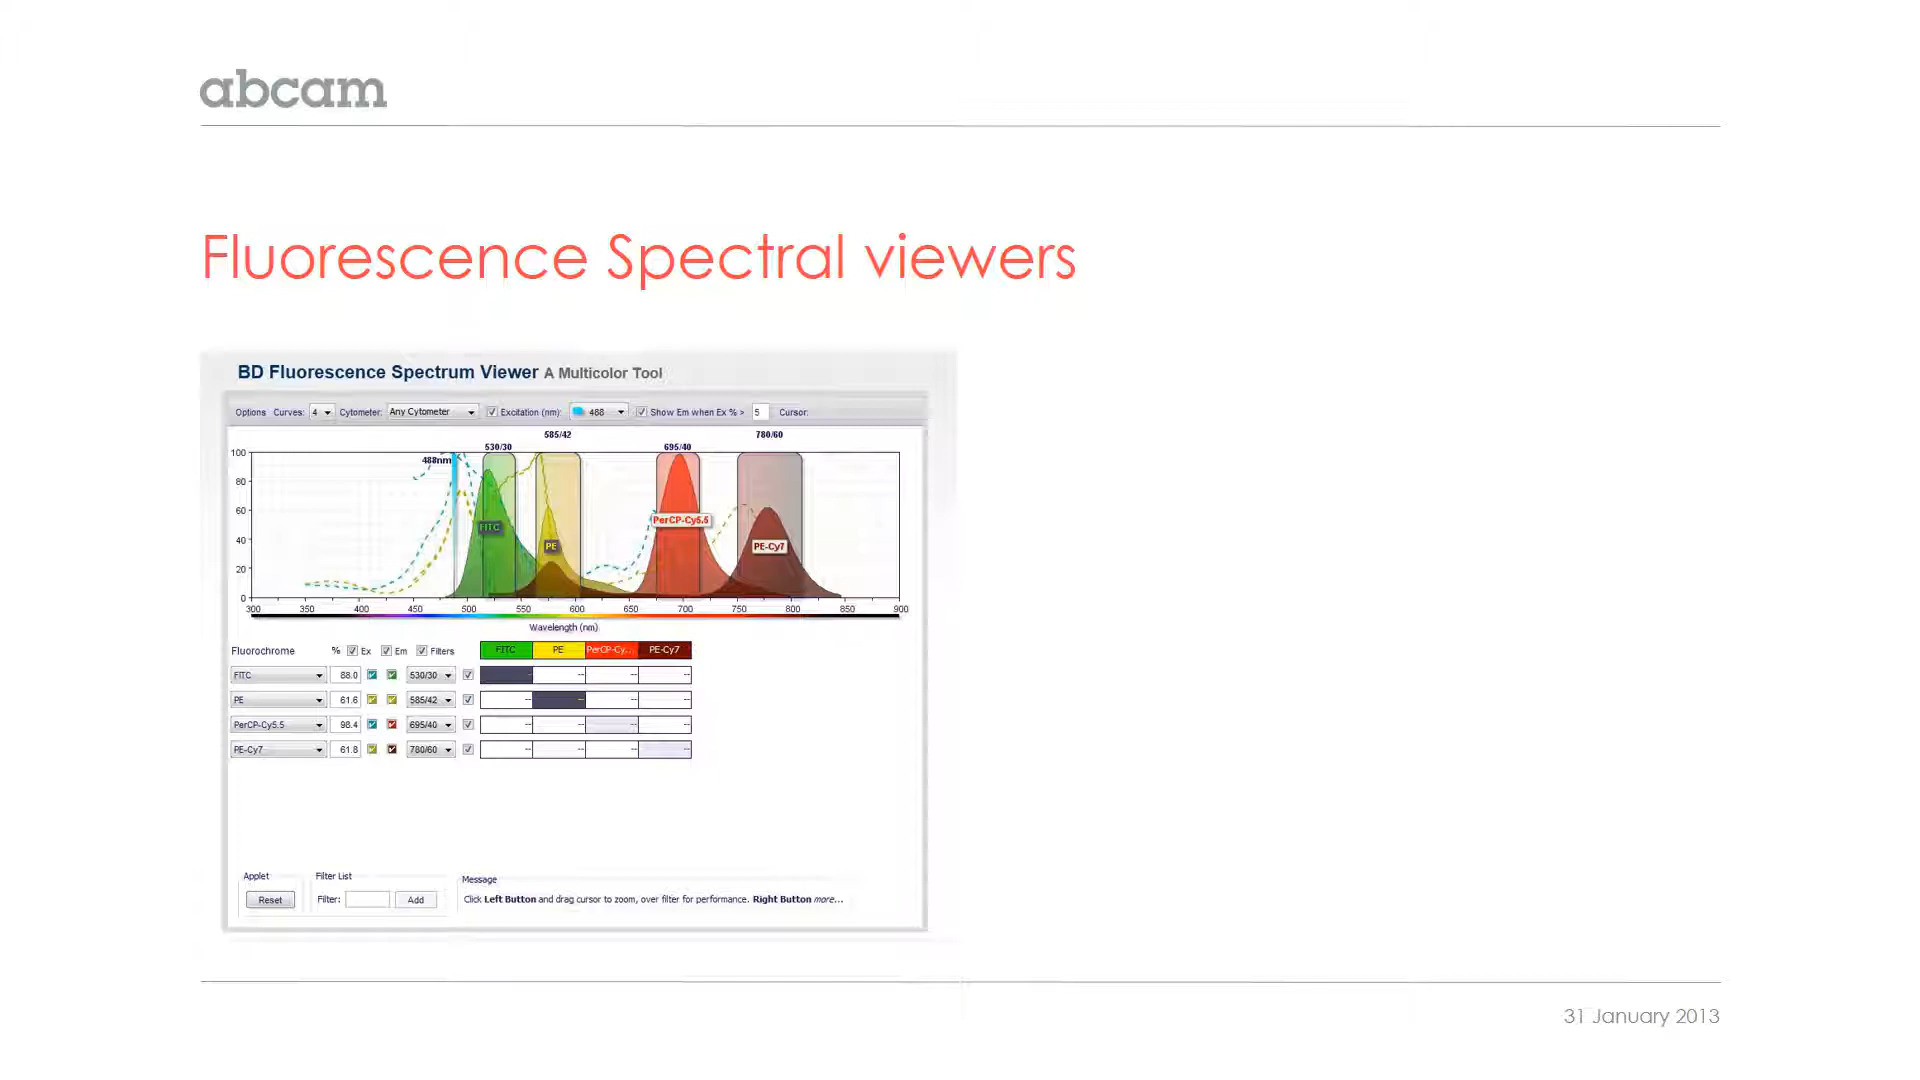 abcam
Fluorescence Spectral viewers
BD Fluorescence Spectrum Viewer A Multicolor Tool
Options Curves: 4 Cytometer: Any Cytometer Excitation (nm): 488 Show Em when Ex % > 5 Cursor:
585/42 780/60
530/30 695/40
488nm
100
80
60
40
20
0
FITC PE PerCP-Cy5.5 PE-Cy7
300 350 400 450 500 550 600 650 700 750 800 850 900
Wavelength (nm)
Fluorochrome % Ex Em Filters FITC PE PerCP-Cy... PE-Cy7
FITC 88.0 530/30 -- -- -- --
PE 61.6 585/42 -- -- -- --
PerCP-Cy5.5 98.4 695/40 -- -- -- --
PE-Cy7 61.8 780/60 -- -- -- --
Applet Filter List Message
Reset Filter: Add Click Left Button and drag cursor to zoom, over filter for performance. Right Button more...
31 January 2013